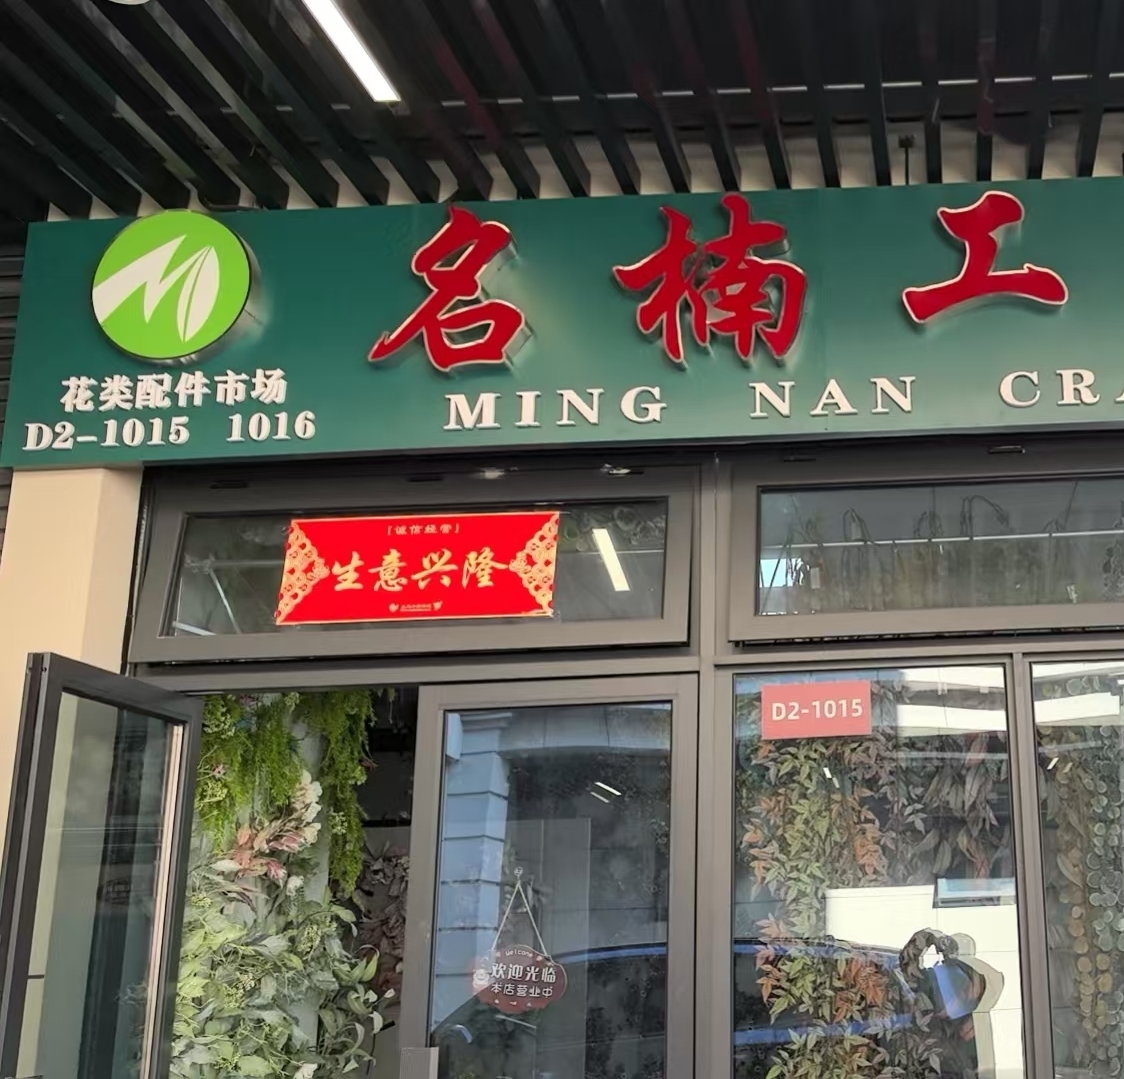 名楠工
MING NAN CRA
花类配件市场
D2-1015 1016
「诚信经营」
生意兴隆
D2-1015
welcome
欢迎光临
本店营业中